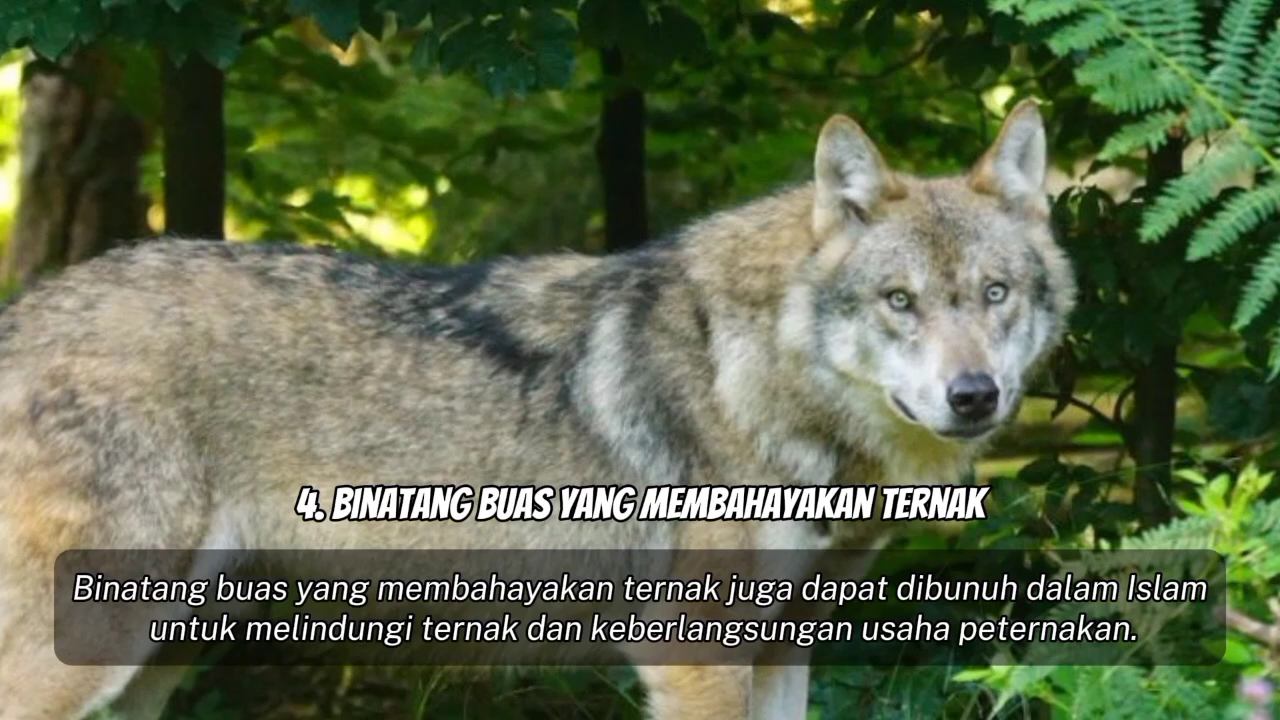 4. BINATANG BUAS YANG MEMBAHAYAKAN TERNAK
Binatang buas yang membahayakan ternak juga dapat dibunuh dalam Islam
untuk melindungi ternak dan keberlangsungan usaha peternakan.